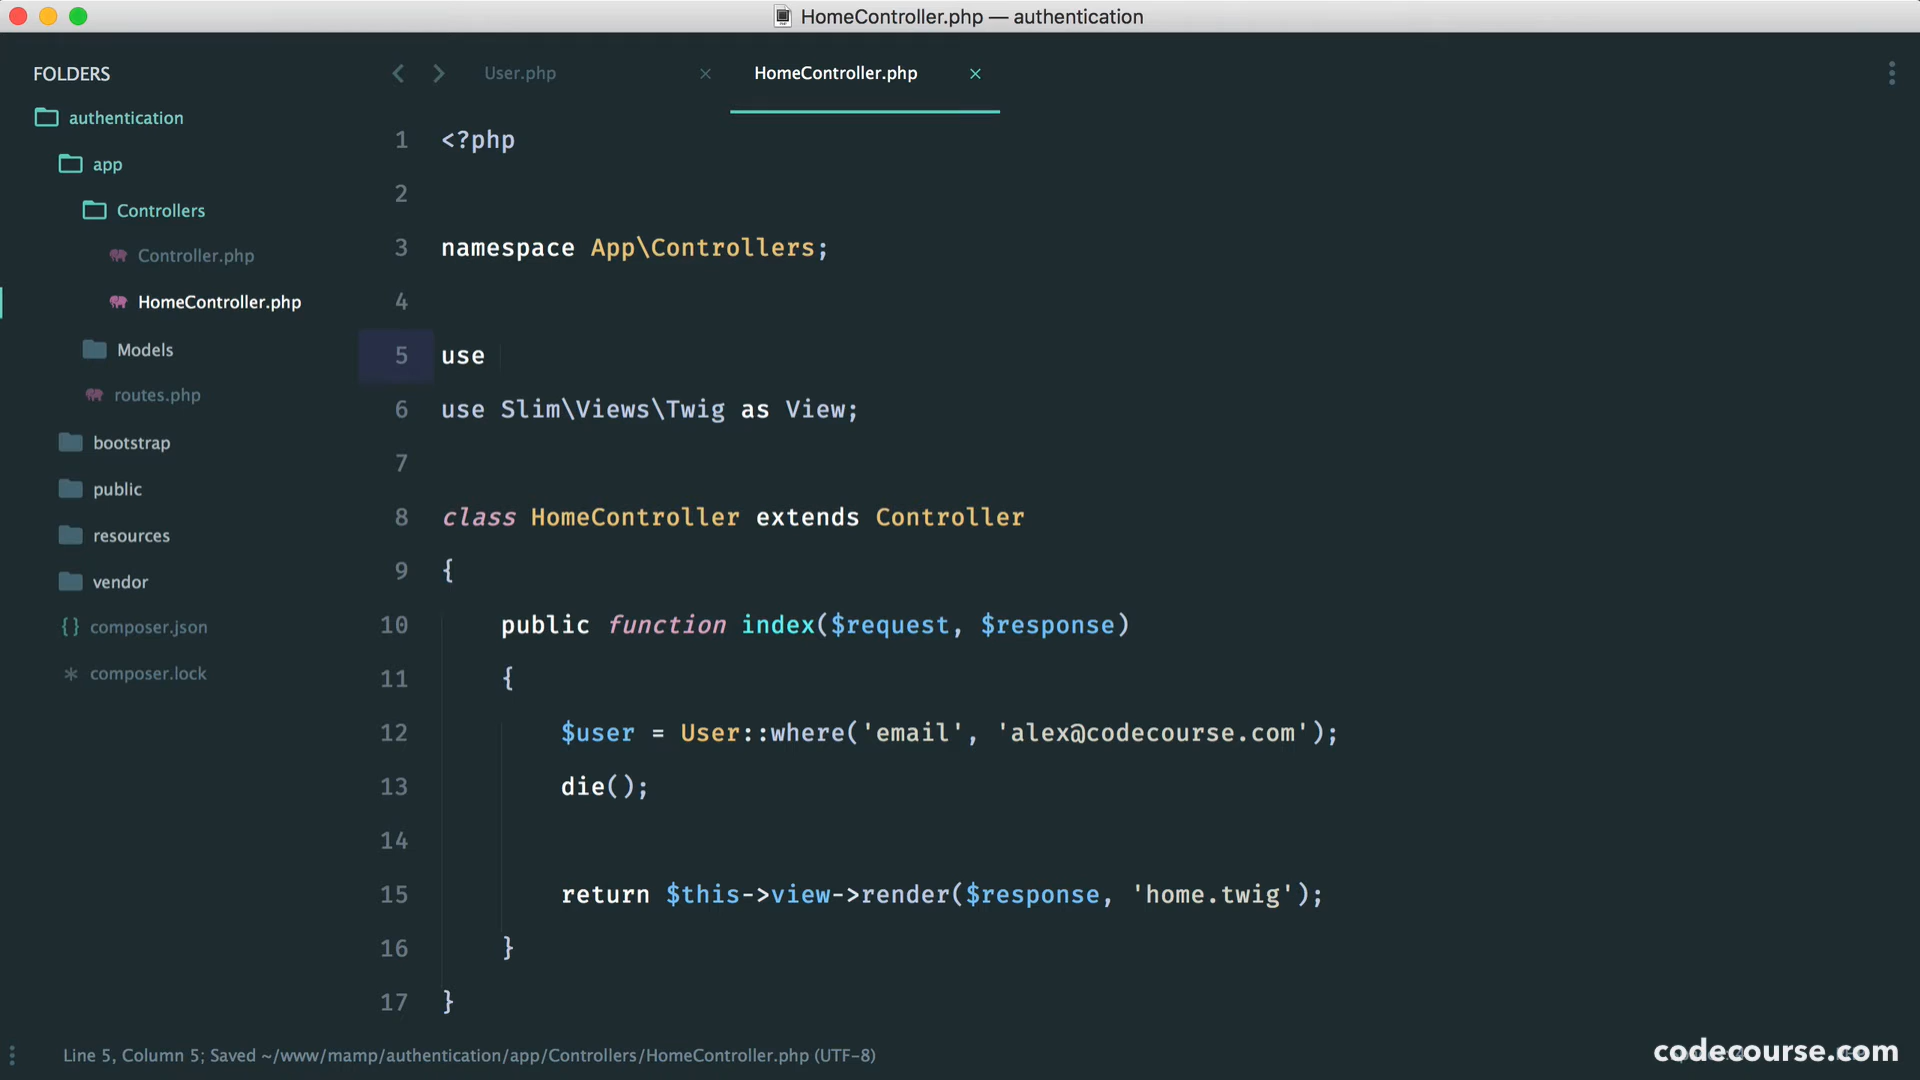 HomeController.php — authentication
FOLDERS
authentication
app
Controllers
Controller.php
HomeController.php
Models
routes.php
bootstrap
public
resources
vendor
{} composer.json
* composer.lock
User.php ×
HomeController.php ×
1 <?php
2
3 namespace App\Controllers;
4
5 use
6 use Slim\Views\Twig as View;
7
8 class HomeController extends Controller
9 {
10 public function index($request, $response)
11 {
12 $user = User::where('email', 'alex@codecourse.com');
13 die();
14
15 return $this->view->render($response, 'home.twig');
16 }
17 }
Line 5, Column 5; Saved ~/www/mamp/authentication/app/Controllers/HomeController.php (UTF-8)
codecourse.com